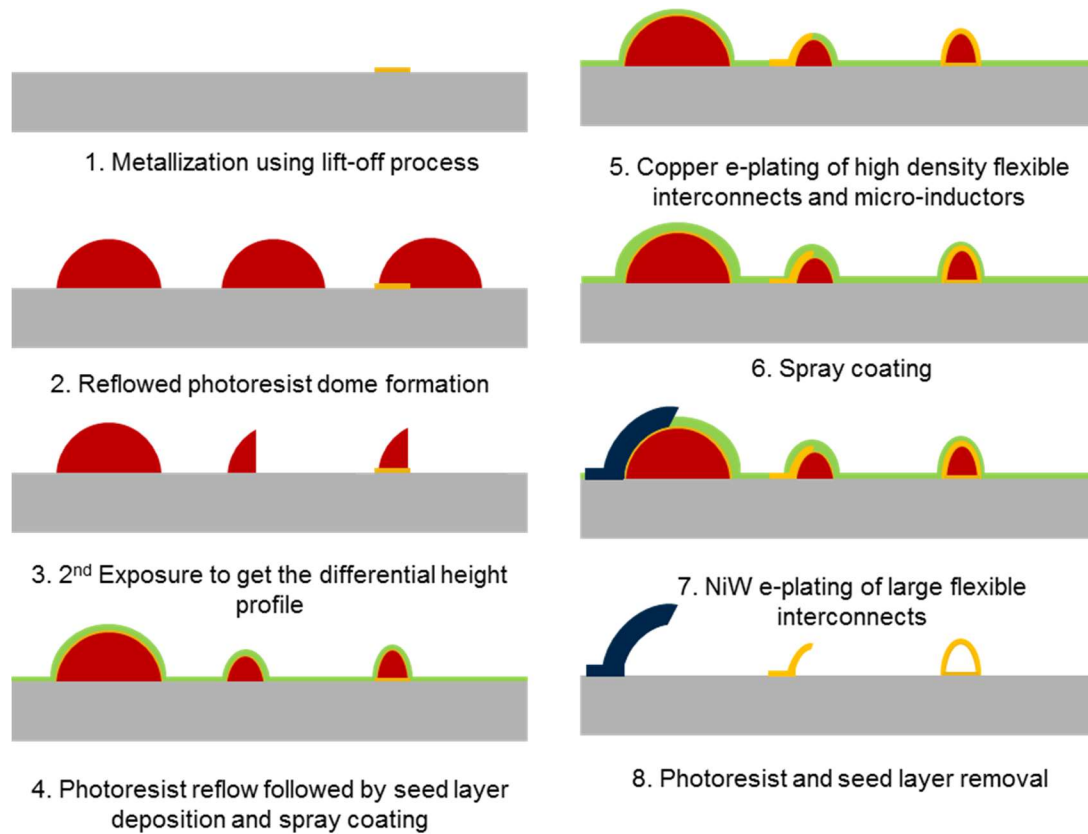 1. Metallization using lift-off process
2. Reflowed photoresist dome formation
3. 2nd Exposure to get the differential height
profile
4. Photoresist reflow followed by seed layer
deposition and spray coating
5. Copper e-plating of high density flexible
interconnects and micro-inductors
6. Spray coating
7. NiW e-plating of large flexible
interconnects
8. Photoresist and seed layer removal